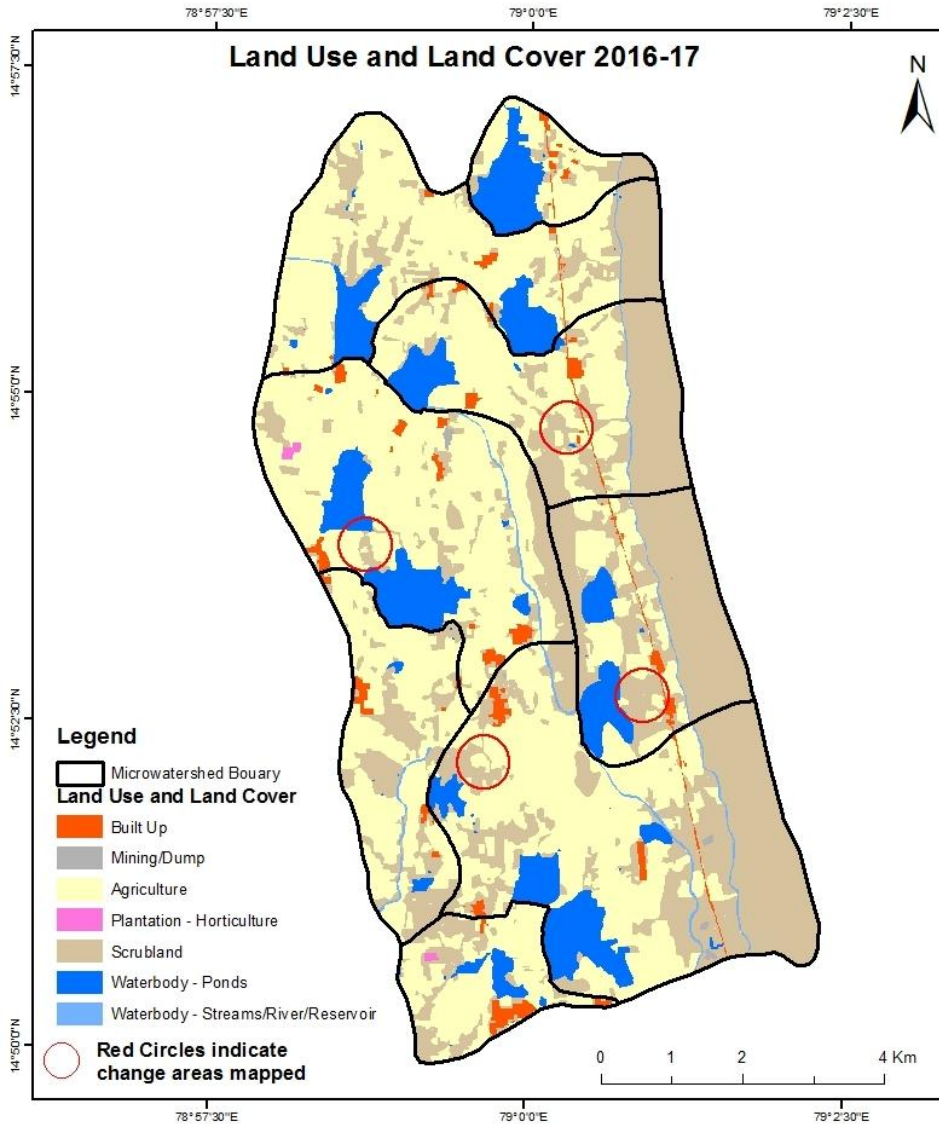 78°57'30"E 79°0'0"E 79°2'30"E
Land Use and Land Cover 2016-17
N
14°57'30"N
14°55'0"N
14°52'30"N
14°50'0"N
Legend
Microwatershed Bouary
Land Use and Land Cover
Built Up
Mining/Dump
Agriculture
Plantation - Horticulture
Scrubland
Waterbody - Ponds
Waterbody - Streams/River/Reservoir
Red Circles indicate
change areas mapped
0 1 2 4 Km
78°57'30"E 79°0'0"E 79°2'30"E